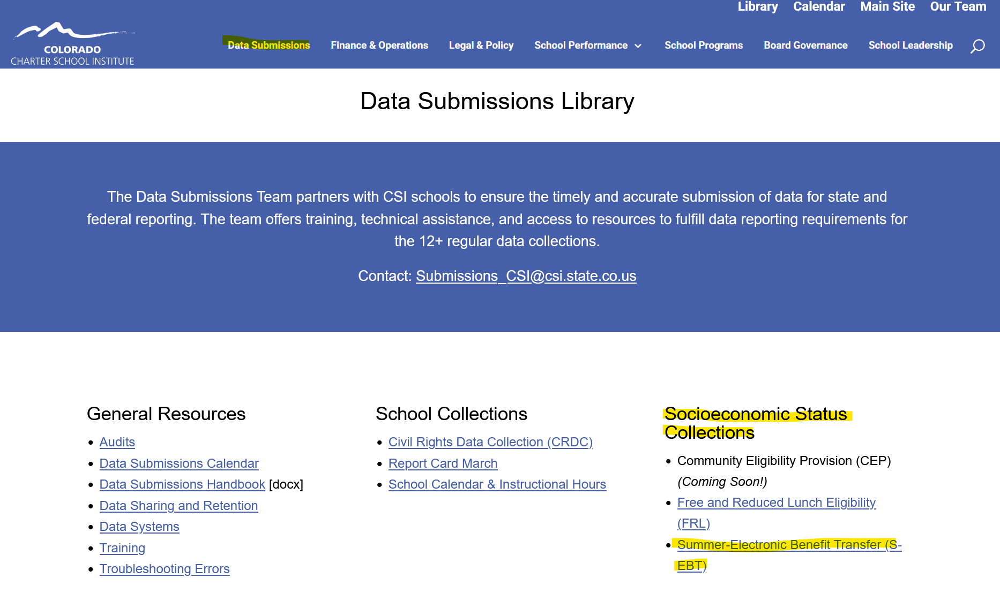 Library Calendar Main Site Our Team
COLORADO
CHARTER SCHOOL INSTITUTE
Data Submissions Finance & Operations Legal & Policy School Performance School Programs Board Governance School Leadership
Data Submissions Library
The Data Submissions Team partners with CSI schools to ensure the timely and accurate submission of data for state and
federal reporting. The team offers training, technical assistance, and access to resources to fulfill data reporting requirements for
the 12+ regular data collections.
Contact: Submissions_CSI@csi.state.co.us
General Resources
Audits
Data Submissions Calendar
Data Submissions Handbook [docx]
Data Sharing and Retention
Data Systems
Training
Troubleshooting Errors
School Collections
Civil Rights Data Collection (CRDC)
Report Card March
School Calendar & Instructional Hours
Socioeconomic Status
Collections
Community Eligibility Provision (CEP)
(Coming Soon!)
Free and Reduced Lunch Eligibility
(FRL)
Summer-Electronic Benefit Transfer (S-
EBT)